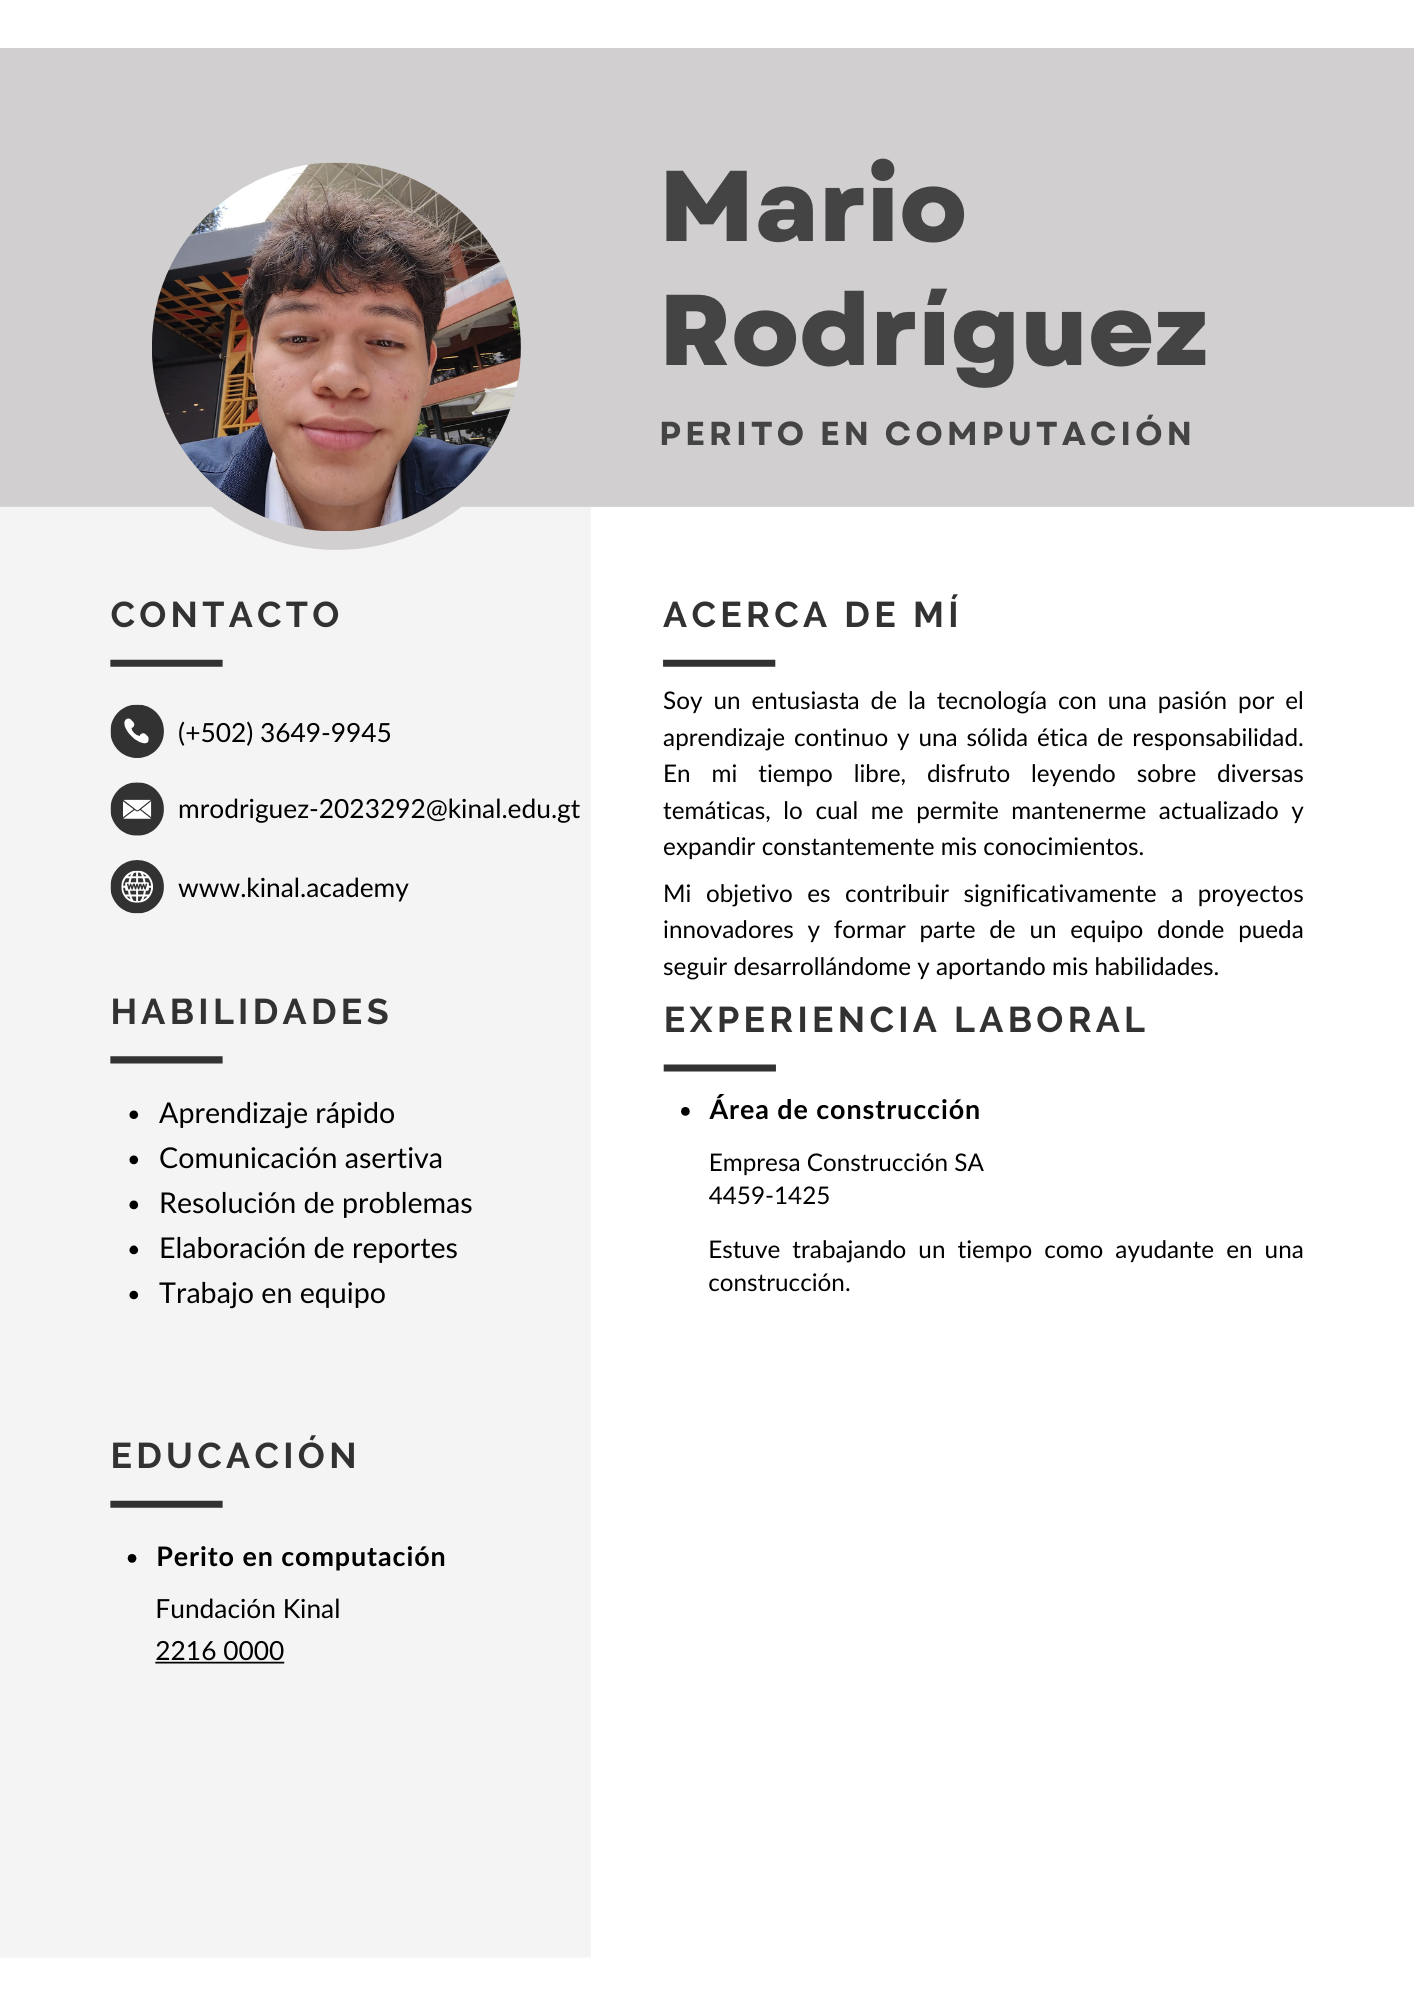 Mario
Rodríguez
PERITO EN COMPUTACIÓN
CONTACTO
(+502) 3649-9945
mrodriguez-2023292@kinal.edu.gt
www.kinal.academy
HABILIDADES
• Aprendizaje rápido
• Comunicación asertiva
• Resolución de problemas
• Elaboración de reportes
• Trabajo en equipo
EDUCACIÓN
• Perito en computación
Fundación Kinal
2216 0000
ACERCA DE MÍ
Soy un entusiasta de la tecnología con una pasión por el
aprendizaje continuo y una sólida ética de responsabilidad.
En mi tiempo libre, disfruto leyendo sobre diversas
temáticas, lo cual me permite mantenerme actualizado y
expandir constantemente mis conocimientos.
Mi objetivo es contribuir significativamente a proyectos
innovadores y formar parte de un equipo donde pueda
seguir desarrollándome y aportando mis habilidades.
EXPERIENCIA LABORAL
• Área de construcción
Empresa Construcción SA
4459-1425
Estuve trabajando un tiempo como ayudante en una
construcción.